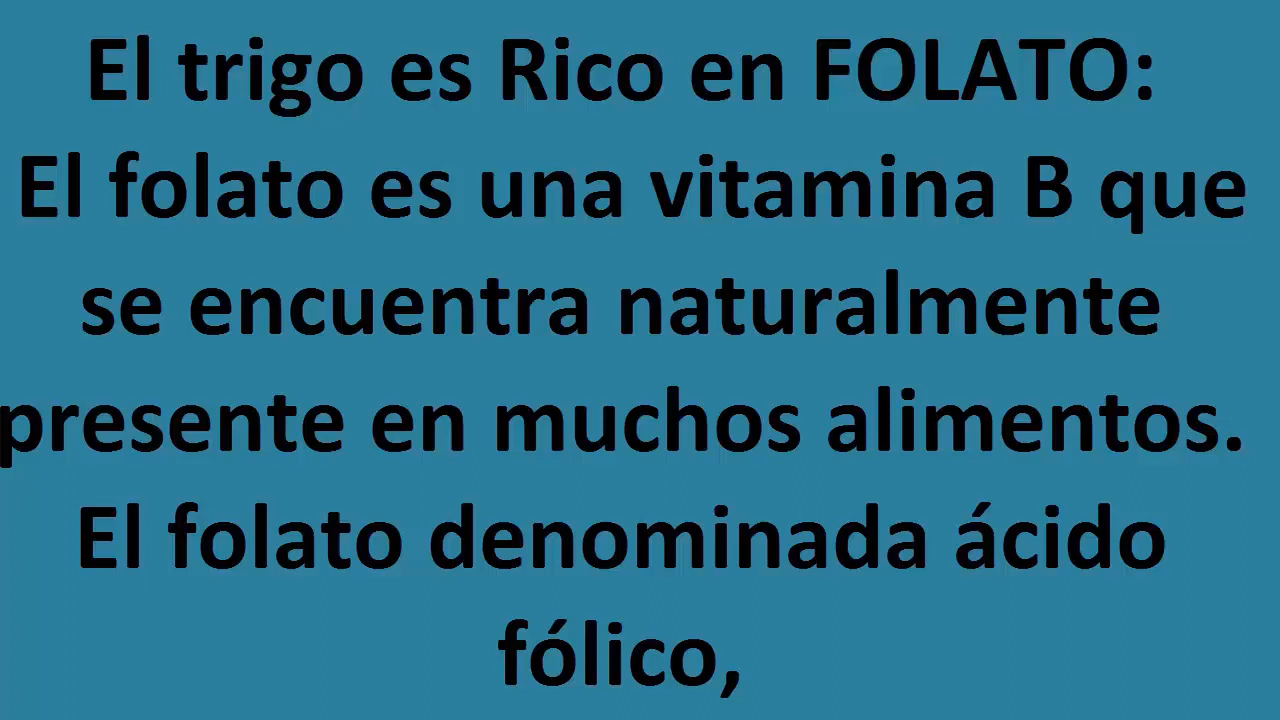 El trigo es Rico en FOLATO:
El folato es una vitamina B que
se encuentra naturalmente
presente en muchos alimentos.
El folato denominada ácido
fólico,